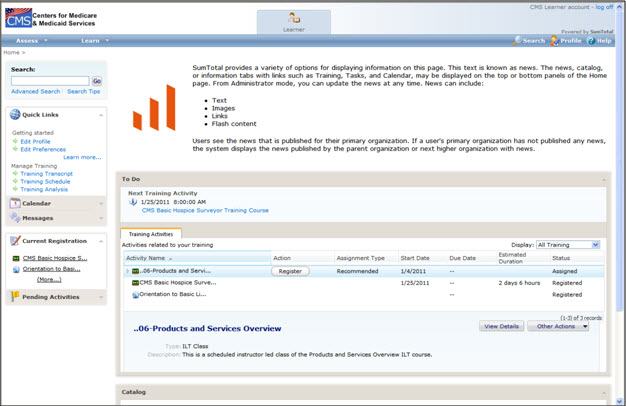 CMS Learner account - log off
CMS Centers for Medicare
& Medicaid Services
Learner
Powered by SumTotal
Assess Learn Search Profile Help
Home >
Search:
Go
Advanced Search Search Tips
Quick Links
Getting started
Edit Profile
Edit Preferences
Learn more...
Manage Training
Training Transcript
Training Schedule
Training Analysis
Calendar
Messages
Current Registration
CMS Basic Hospice S...
Orientation to Basi...
(More...)
Pending Activities
SumTotal provides a variety of options for displaying information on this page. This text is known as news. The news, catalog,
or information tabs with links such as Training, Tasks, and Calendar, may be displayed on the top or bottom panels of the Home
page. From Administrator mode, you can update the news at any time. News can include:
• Text
• Images
• Links
• Flash content
Users see the news that is published for their primary organization. If a user's primary organization has not published any news,
the system displays the news published by the parent organization or next higher organization with news.
To Do
Next Training Activity
1/25/2011 8:00:00 AM
CMS Basic Hospice Surveyor Training Course
Training Activities
Activities related to your training Display: All Training
Activity Name Action Assignment Type Start Date Due Date Estimated Duration Status
..06-Products and Servi... Register Recommended 1/4/2011 -- Assigned
CMS Basic Hospice Surve... 1/25/2011 -- 2 days 6 hours Registered
Orientation to Basic Li... -- Registered
(1-3) of 3 records
..06-Products and Services Overview View Details Other Actions
Type: ILT Class
Description: This is a scheduled instructor led class of the Products and Services Overview ILT course.
Catalog